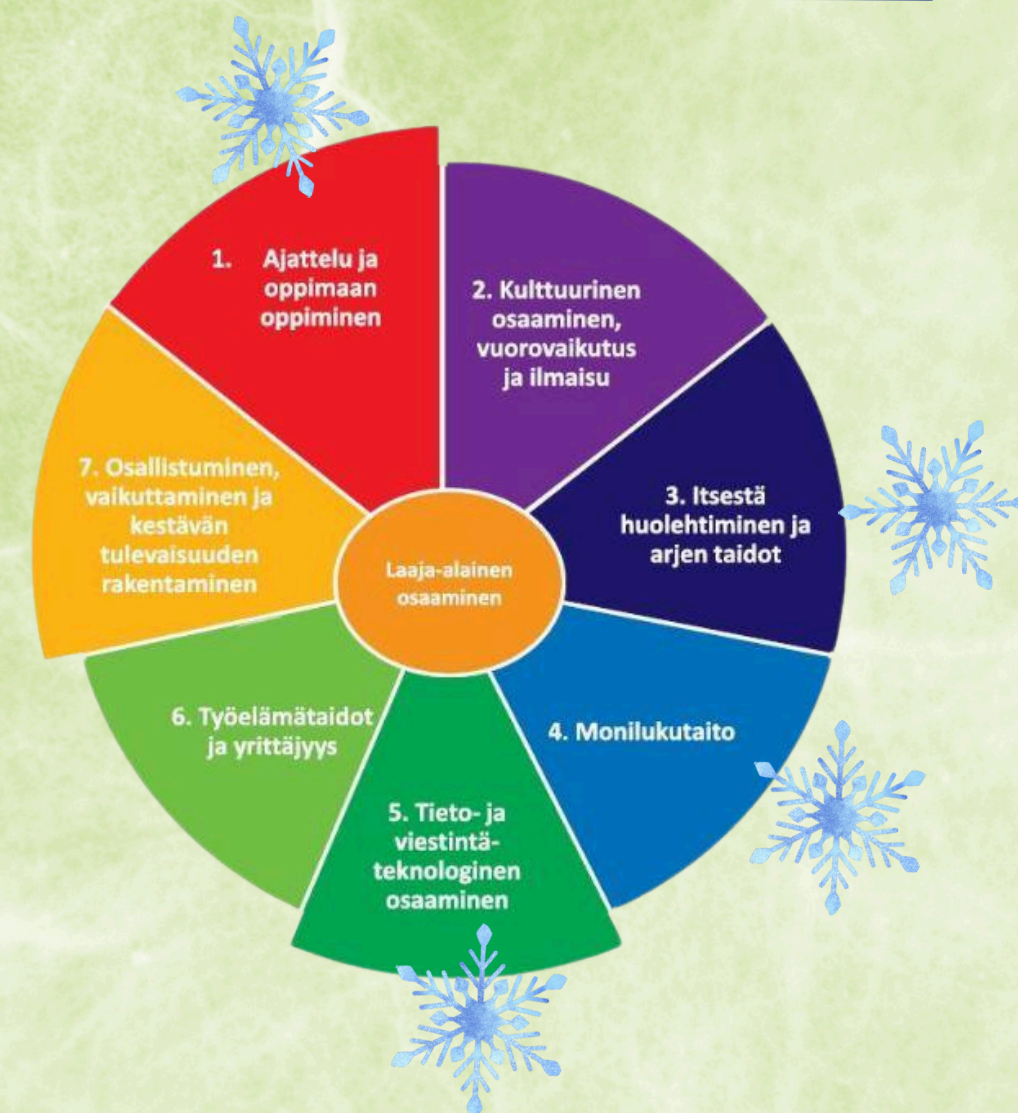 1. Ajattelu ja
oppimaan
oppiminen
2. Kulttuurinen
osaaminen,
vuorovaikutus
ja ilmaisu
3. Itsestä
huolehtiminen ja
arjen taidot
4. Monilukutaito
5. Tieto- ja
viestintä-
teknologinen
osaaminen
6. Työelämätaidot
ja yrittäjyys
7. Osallistuminen,
vaikuttaminen ja
kestävän
tulevaisuuden
rakentaminen
Laaja-alainen
osaaminen